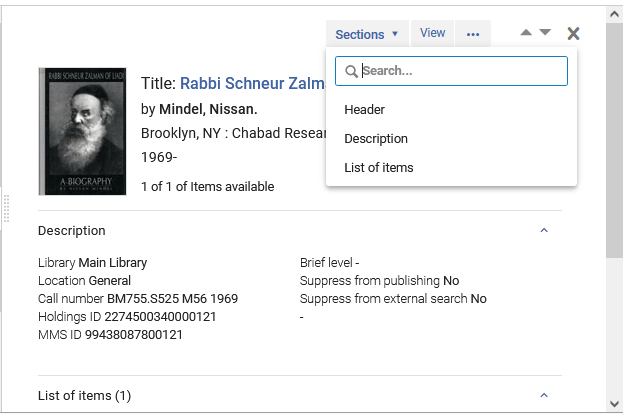 Sections ▼ View •••
Search...
Header
Description
List of items
RABBI SCHNEUR ZALMAN OF LIADI
A BIOGRAPHY
BY NISSAN MINDEL
Title: Rabbi Schneur Zalm
by Mindel, Nissan.
Brooklyn, NY : Chabad Resear
1969-
1 of 1 of Items available
Description
Library Main Library
Location General
Call number BM755.S525 M56 1969
Holdings ID 2274500340000121
MMS ID 99438087800121
Brief level -
Suppress from publishing No
Suppress from external search No
-
List of items (1)